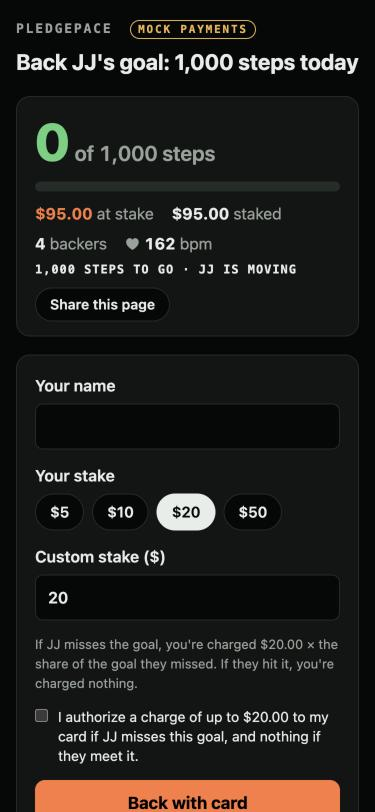 PLEDGEPACE MOCK PAYMENTS
Back JJ's goal: 1,000 steps today
0 of 1,000 steps
$95.00 at stake $95.00 staked
4 backers 162 bpm
1,000 STEPS TO GO · JJ IS MOVING
Share this page
Your name
Your stake
$5 $10 $20 $50
Custom stake ($)
20
If JJ misses the goal, you're charged $20.00 × the
share of the goal they missed. If they hit it, you're
charged nothing.
I authorize a charge of up to $20.00 to my
card if JJ misses this goal, and nothing if
they meet it.
Back with card